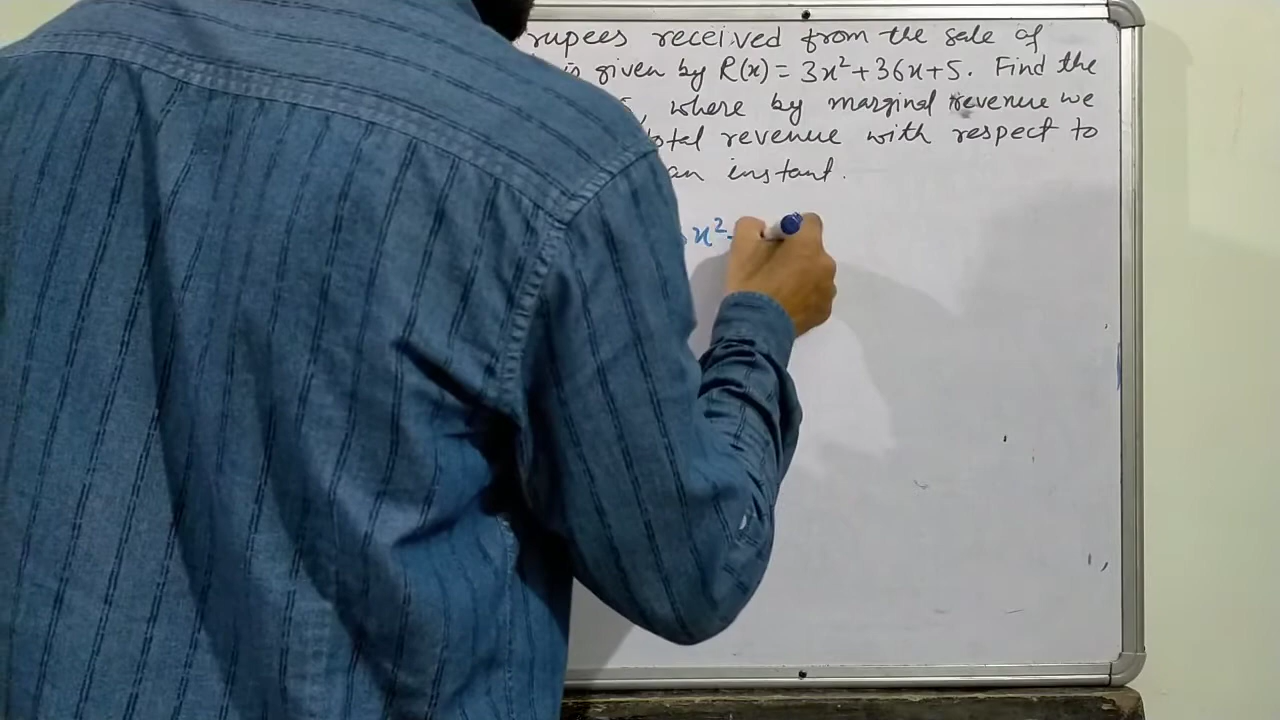 rupees received from the sale of
is given by R(x) = 3x² + 36x + 5. Find the
, where by marginal revenue we
total revenue with respect to
an instant.
x² -